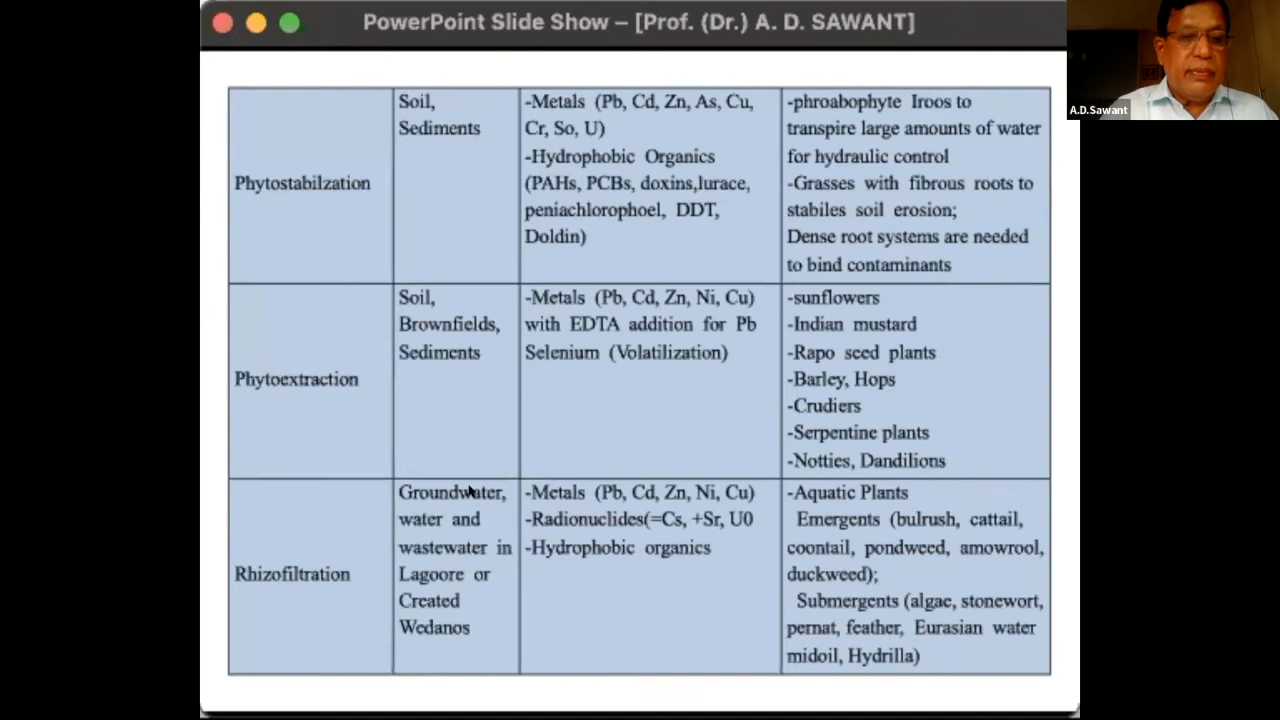 PowerPoint Slide Show – [Prof. (Dr.) A. D. SAWANT]
A.D.Sawant
Phytostabilzation
Soil,
Sediments
-Metals (Pb, Cd, Zn, As, Cu,
Cr, So, U)
-Hydrophobic Organics
(PAHs, PCBs, doxins,lurace,
peniachlorophoel, DDT,
Doldin)
-phroabophyte Iroos to
transpire large amounts of water
for hydraulic control
-Grasses with fibrous roots to
stabiles soil erosion;
Dense root systems are needed
to bind contaminants
Phytoextraction
Soil,
Brownfields,
Sediments
-Metals (Pb, Cd, Zn, Ni, Cu)
with EDTA addition for Pb
Selenium (Volatilization)
-sunflowers
-Indian mustard
-Rapo seed plants
-Barley, Hops
-Crudiers
-Serpentine plants
-Notties, Dandilions
Rhizofiltration
Groundwater,
water and
wastewater in
Lagoore or
Created
Wedanos
-Metals (Pb, Cd, Zn, Ni, Cu)
-Radionuclides(=Cs, +Sr, U0
-Hydrophobic organics
-Aquatic Plants
Emergents (bulrush, cattail,
coontail, pondweed, amowrool,
duckweed);
Submergents (algae, stonewort,
pernat, feather, Eurasian water
midoil, Hydrilla)